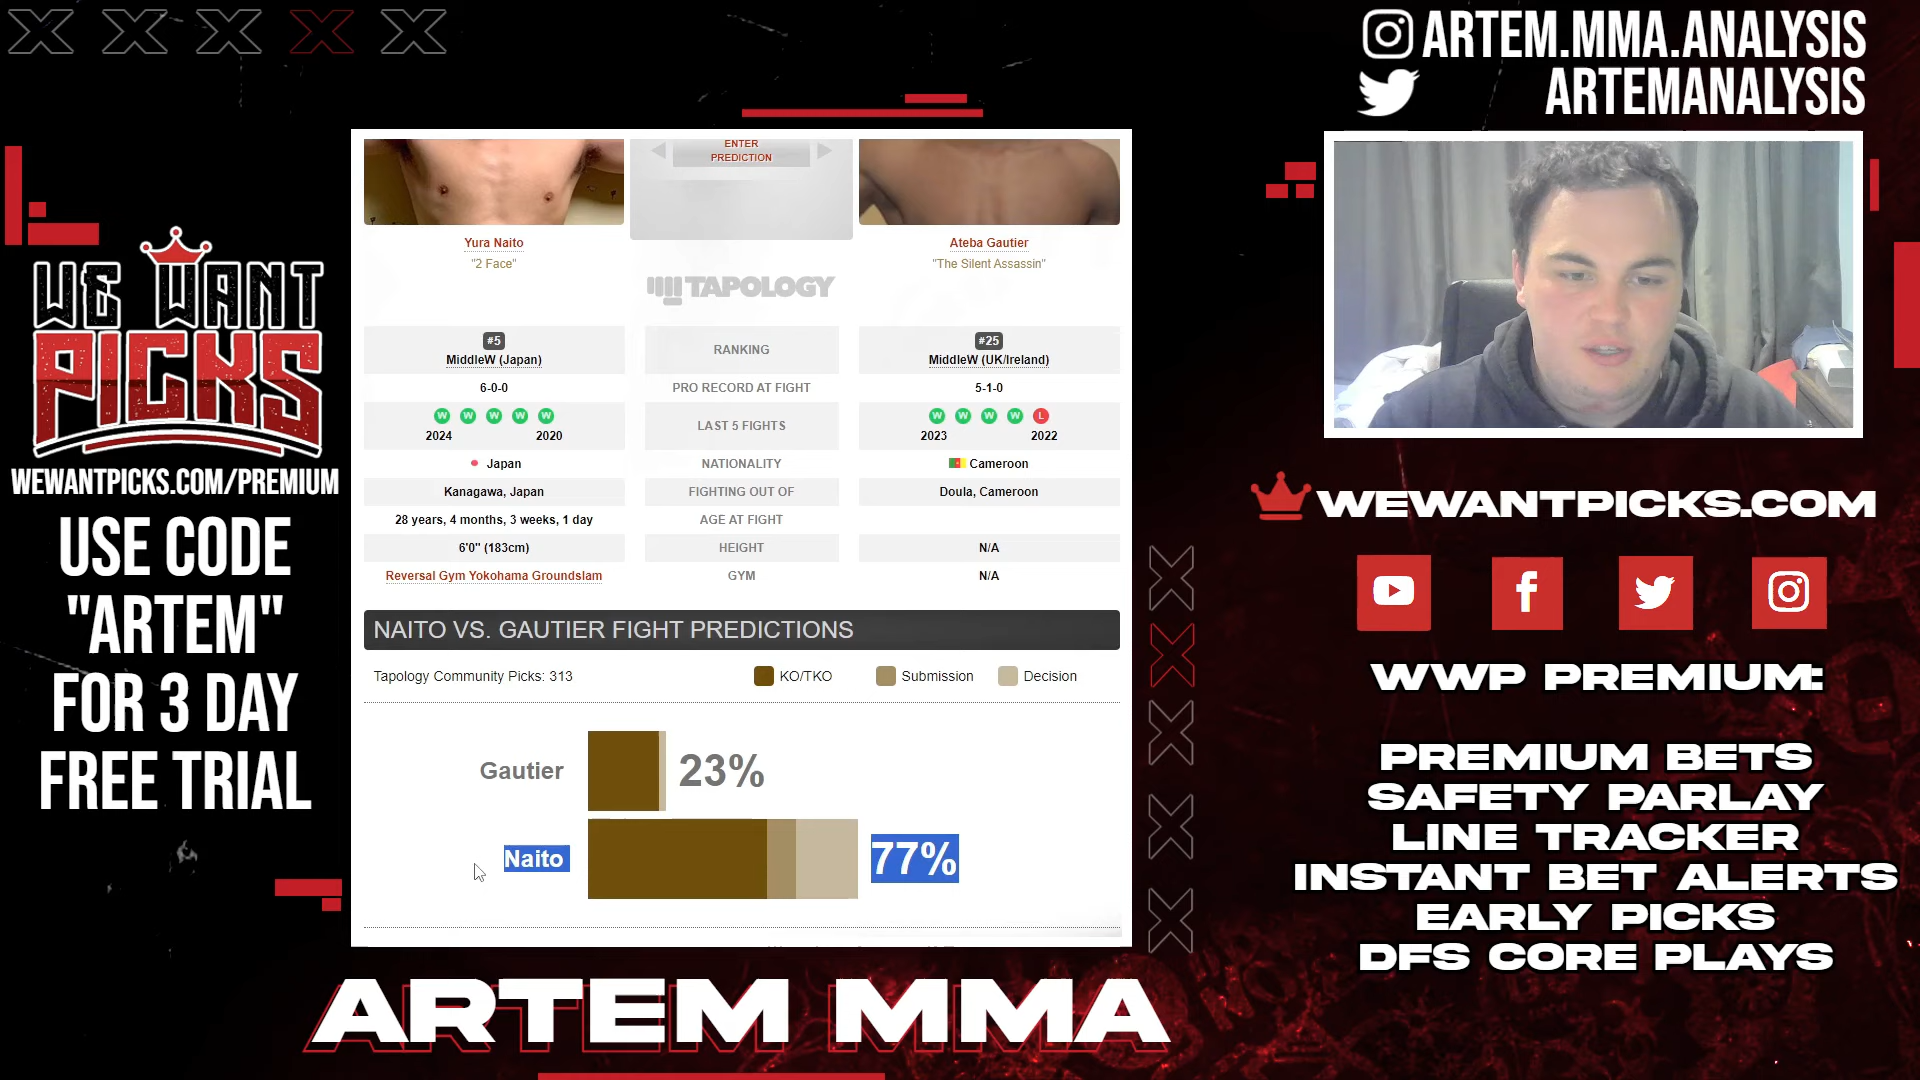 ARTEM.MMA.ANALYSIS
ARTEMANALYSIS
WE WANT
PICKS
WEWANTPICKS.COM/PREMIUM
USE CODE
"ARTEM"
FOR 3 DAY
FREE TRIAL
ENTER
PREDICTION
Yura Naito
"2 Face"
Ateba Gautier
"The Silent Assassin"
TAPOLOGY
#5
MiddleW (Japan)
RANKING
#25
MiddleW (UK/Ireland)
6-0-0
PRO RECORD AT FIGHT
5-1-0
W W W W W
2024 2020
LAST 5 FIGHTS
W W W W L
2023 2022
Japan
NATIONALITY
Cameroon
Kanagawa, Japan
FIGHTING OUT OF
Doula, Cameroon
28 years, 4 months, 3 weeks, 1 day
AGE AT FIGHT
6'0" (183cm)
HEIGHT
N/A
Reversal Gym Yokohama Groundslam
GYM
N/A
NAITO VS. GAUTIER FIGHT PREDICTIONS
Tapology Community Picks: 313
KO/TKO
Submission
Decision
Gautier 23%
Naito 77%
ARTEM MMA
WEWANTPICKS.COM
WWP PREMIUM:
PREMIUM BETS
SAFETY PARLAY
LINE TRACKER
INSTANT BET ALERTS
EARLY PICKS
DFS CORE PLAYS